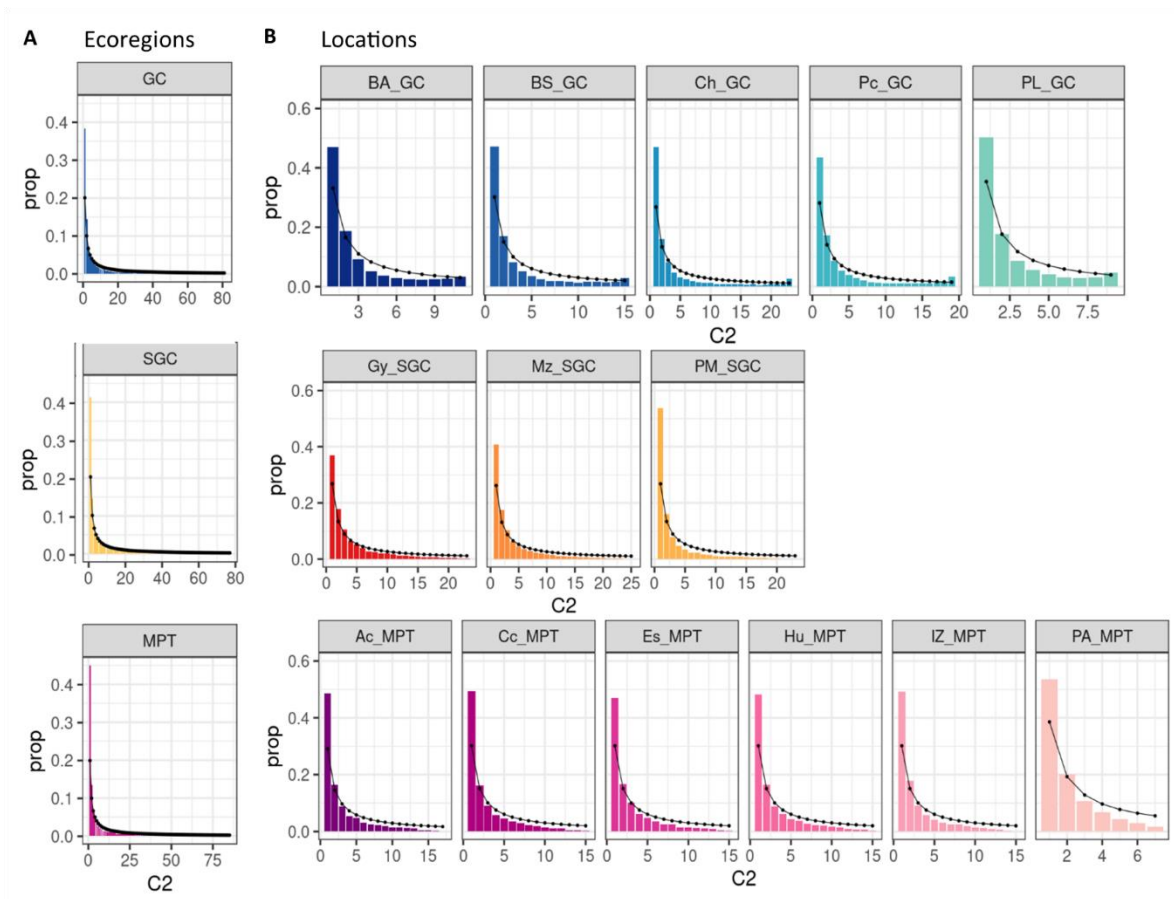 A Ecoregions B Locations
GC
prop
0.4
0.3
0.2
0.1
0.0
0 20 40 60 80
BA_GC BS_GC Ch_GC Pc_GC PL_GC
prop
0.6
0.4
0.2
0.0
3 6 9 0 5 10 15 0 5 10 15 20 0 5 10 15 20 2.5 5.0 7.5
C2
SGC
prop
0.4
0.3
0.2
0.1
0.0
0 20 40 60 80
Gy_SGC Mz_SGC PM_SGC
prop
0.6
0.4
0.2
0.0
0 5 10 15 20 0 5 10 15 20 25 0 5 10 15 20
C2
MPT
prop
0.4
0.3
0.2
0.1
0.0
0 25 50 75
C2
Ac_MPT Cc_MPT Es_MPT Hu_MPT IZ_MPT PA_MPT
prop
0.6
0.4
0.2
0.0
0 5 10 15 0 5 10 15 0 5 10 15 0 5 10 15 0 5 10 15 2 4 6
C2